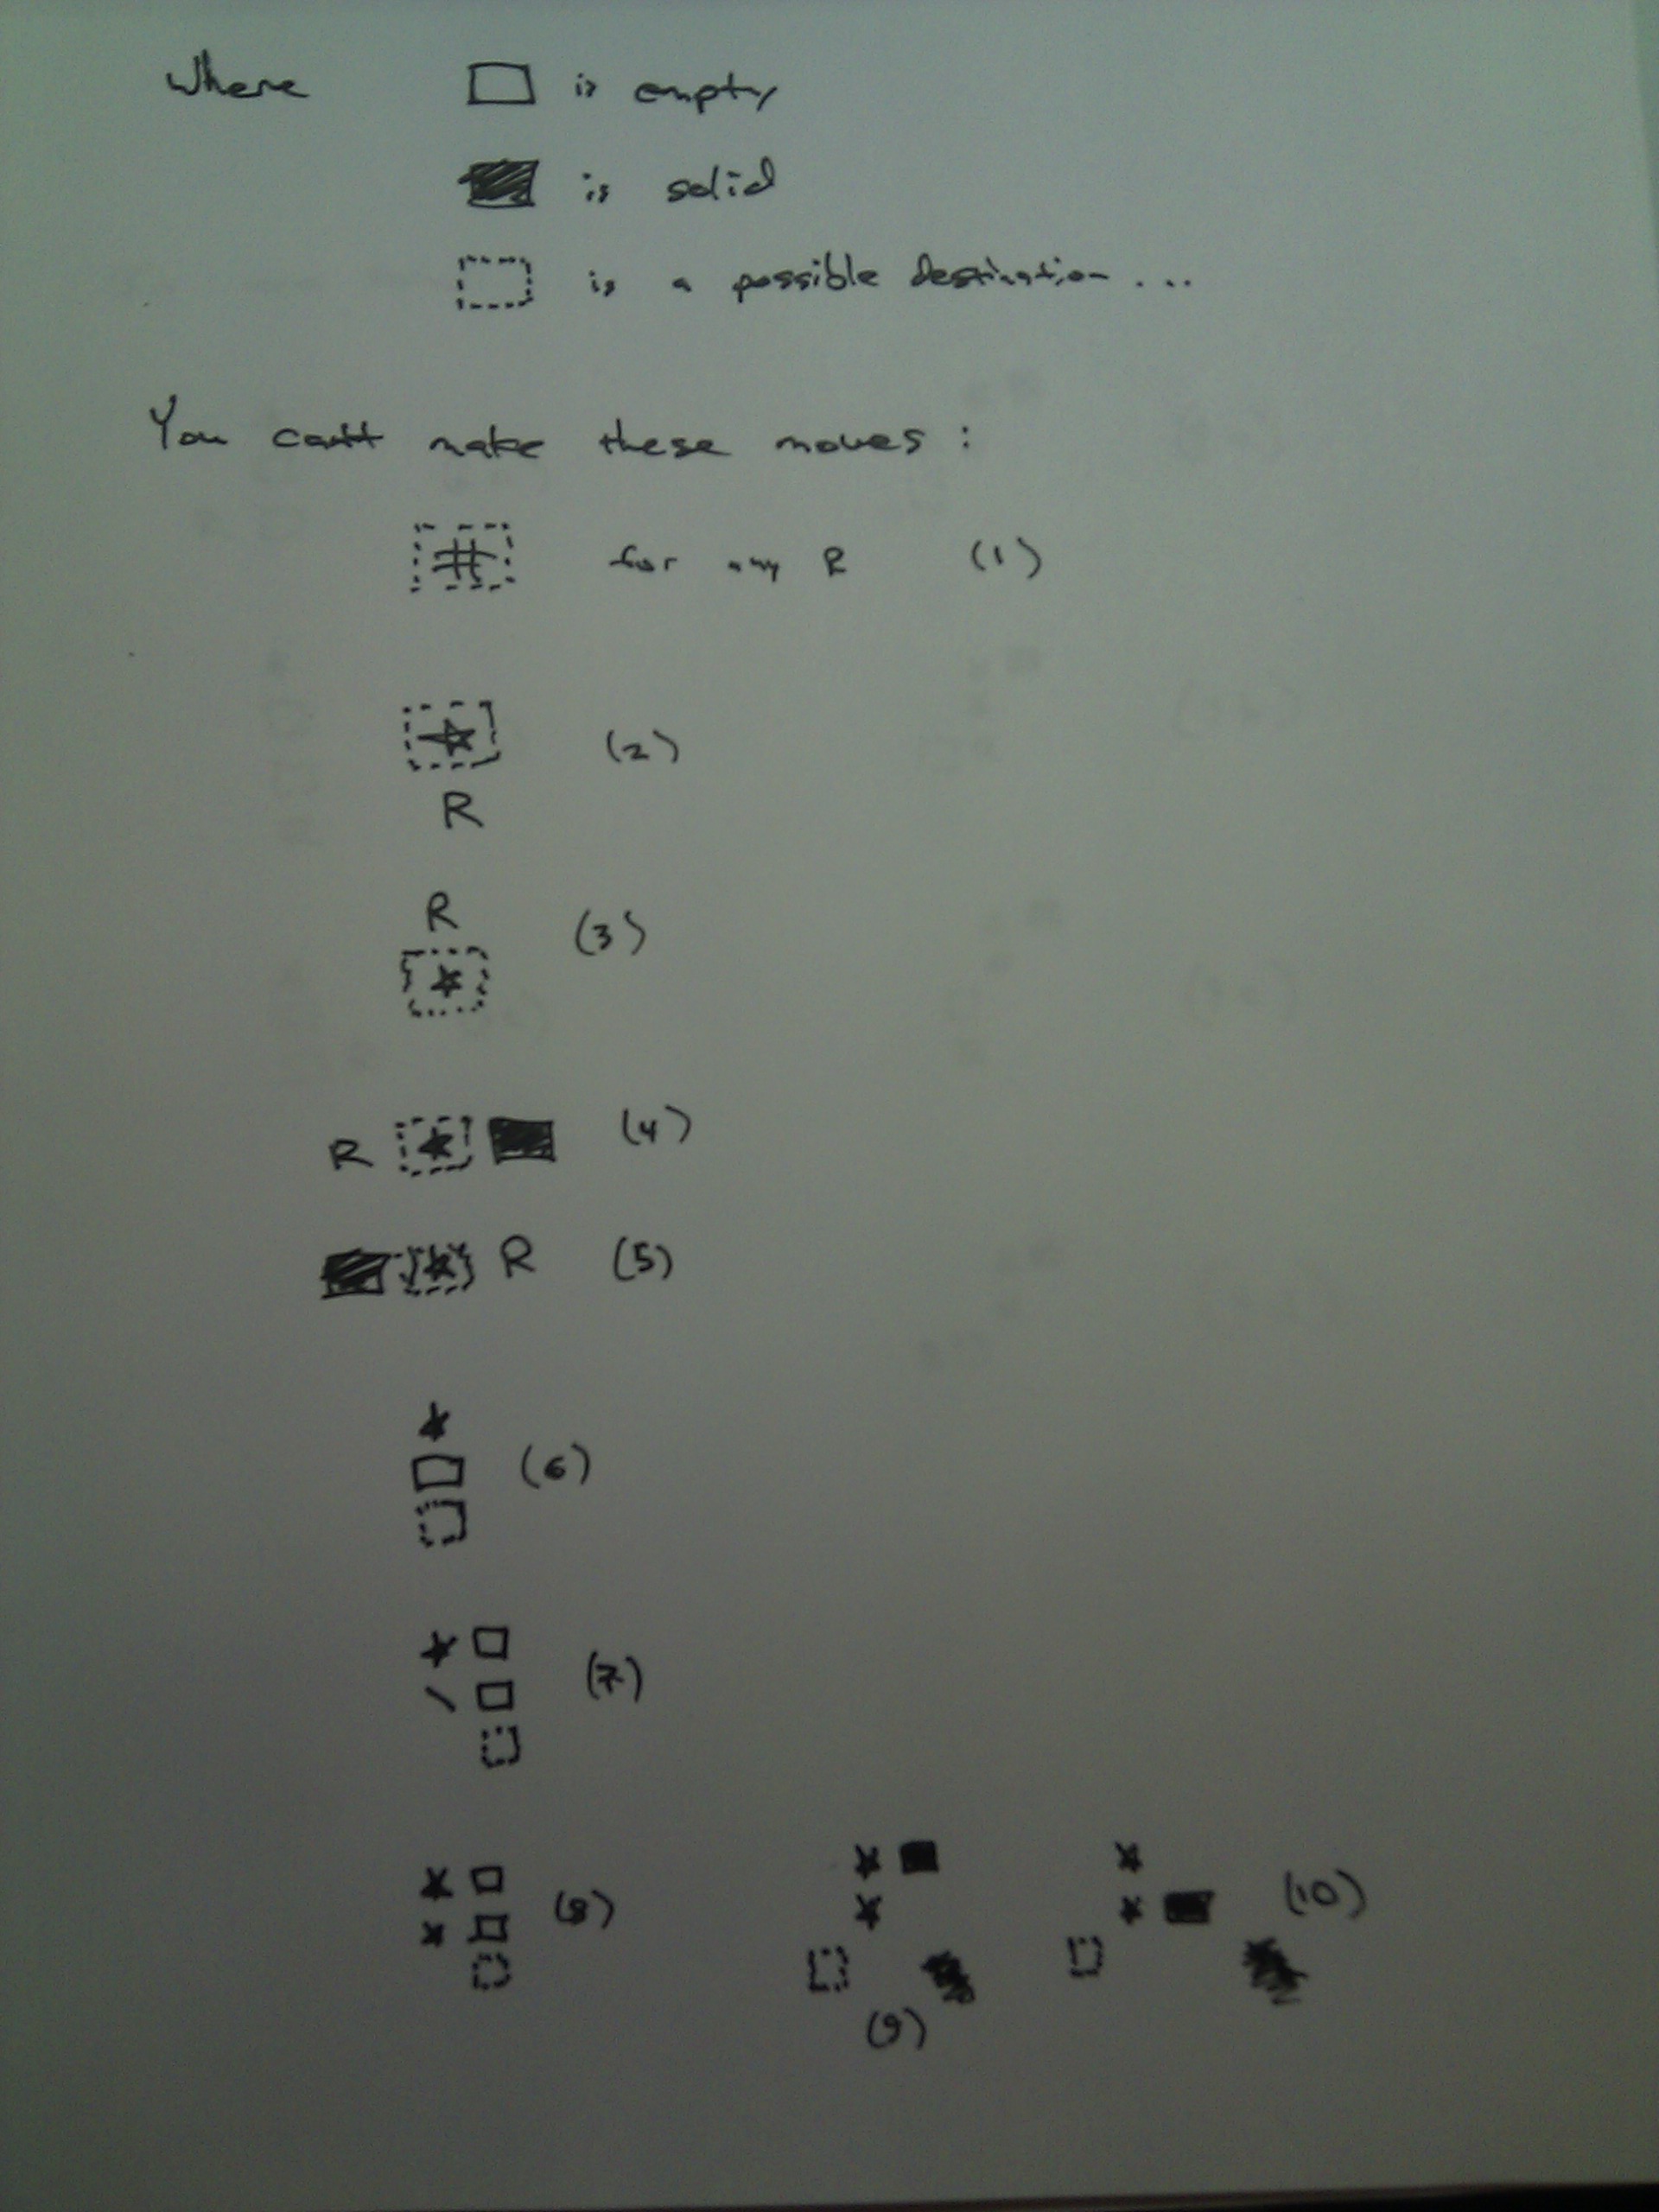 where is empty
is solid
is a possible destination ...
You can't make these moves :
# for any R (1)
(2)
R
R
(3)
R (4)
R (5)
(6)
\ (7)
(8)
(10)
(9)